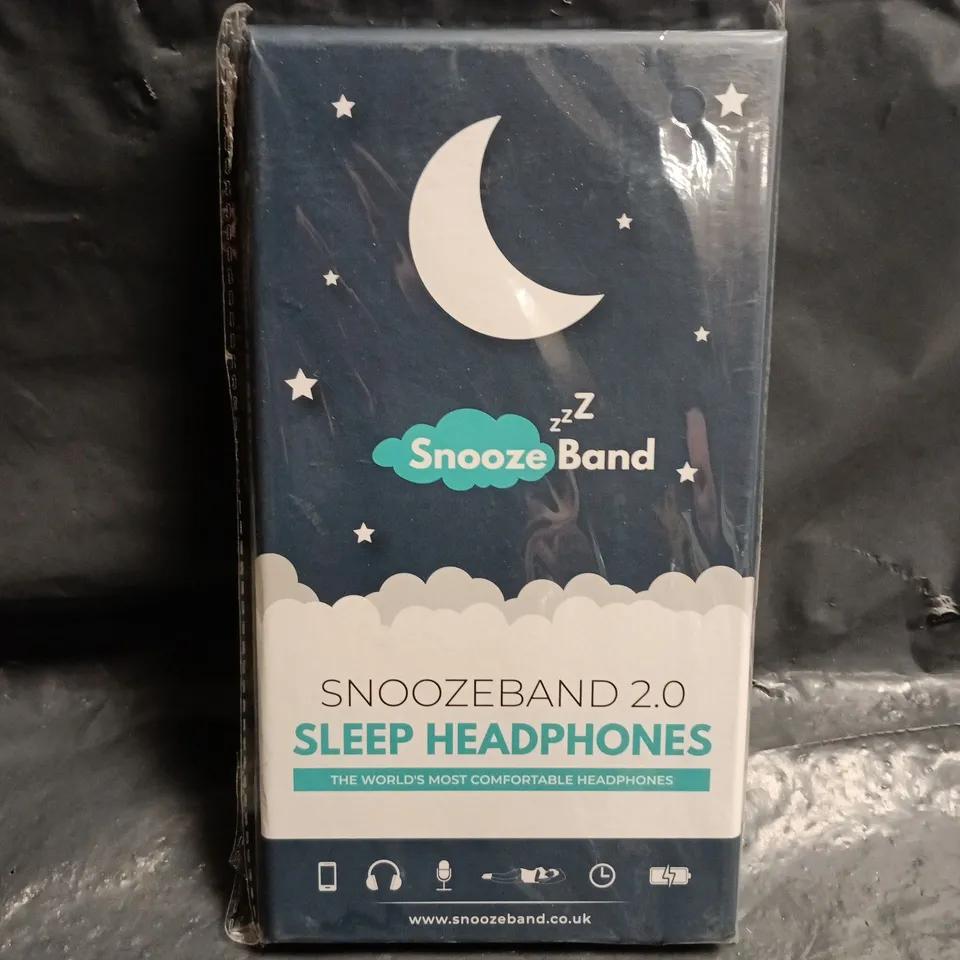 zzZ
Snooze Band
SNOOZEBAND 2.0
SLEEP HEADPHONES
THE WORLD'S MOST COMFORTABLE HEADPHONES
www.snoozeband.co.uk